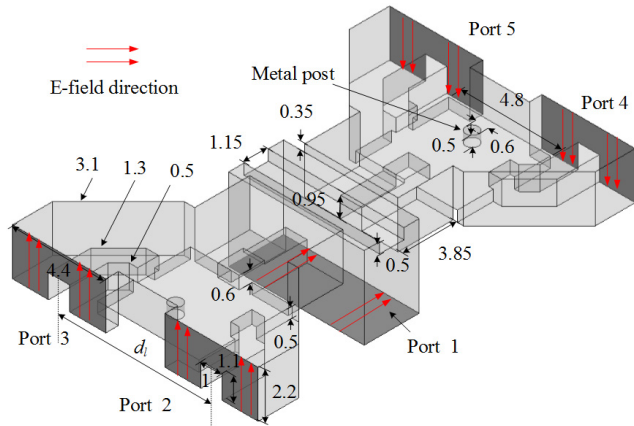 Port 5
E-field direction
Metal post
4.8
Port 4
0.35
0.6
0.5
1.15
3.1
1.3
0.5
0.95
4.4
0.5
3.85
0.6
Port 3
0.5
Port 1
d_l
1.1
1
2.2
Port 2